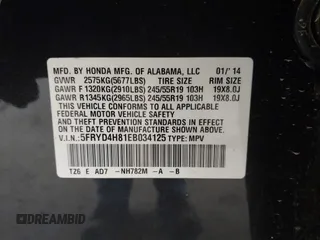 MFD. BY HONDA MFG. OF ALABAMA, LLC 01/'14
GVWR 2575KG(5677LBS) TIRE SIZE RIM SIZE
GAWR F 1320KG(2910LBS) 245/55R19 103H 19X8.0J
GAWR R 1345KG(2965LBS) 245/55R19 103H 19X8.0J
THIS VEHICLE CONFORMS TO ALL APPLICABLE
FEDERAL MOTOR VEHICLE SAFETY STANDARDS
IN EFFECT ON THE DATE OF MANUFACTURE
SHOWN ABOVE.
V.I.N.: 5FRYD4H81EB034125 TYPE: MPV
TZ6 E AD7 -NH782M -A -B
DREAMBID